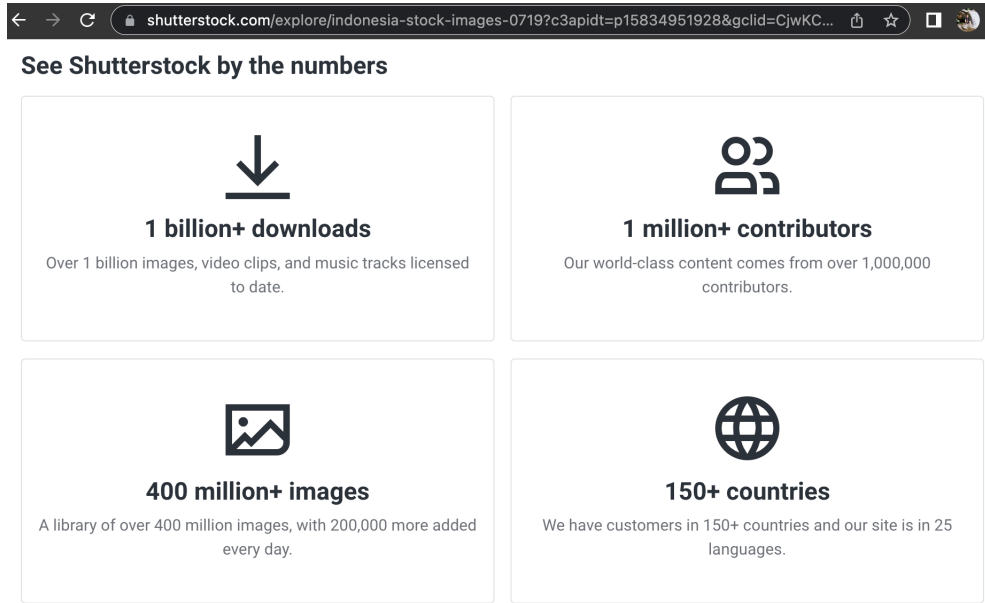 shutterstock.com/explore/indonesia-stock-images-0719?c3apidt=p15834951928&gclid=CjwKC...
See Shutterstock by the numbers
1 billion+ downloads
Over 1 billion images, video clips, and music tracks licensed
to date.
1 million+ contributors
Our world-class content comes from over 1,000,000
contributors.
400 million+ images
A library of over 400 million images, with 200,000 more added
every day.
150+ countries
We have customers in 150+ countries and our site is in 25
languages.